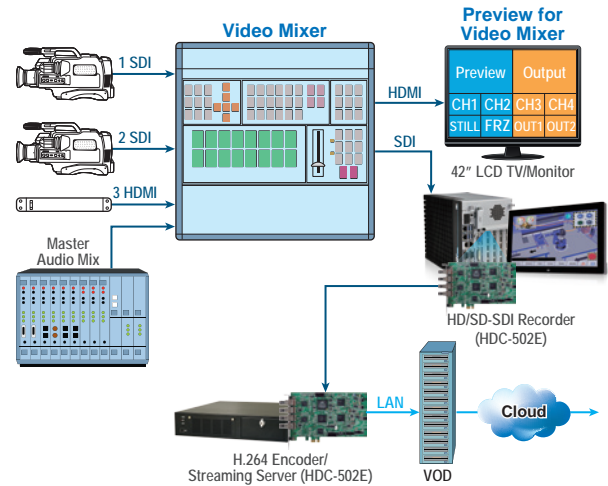 Video Mixer
Preview for
Video Mixer
1 SDI
2 SDI
3 HDMI
Master
Audio Mix
HDMI
SDI
Preview
Output
CH1
CH2
CH3
CH4
STILL
FRZ
OUT1
OUT2
42" LCD TV/Monitor
HD/SD-SDI Recorder
(HDC-502E)
LAN
Cloud
H.264 Encoder/
Streaming Server (HDC-502E)
VOD